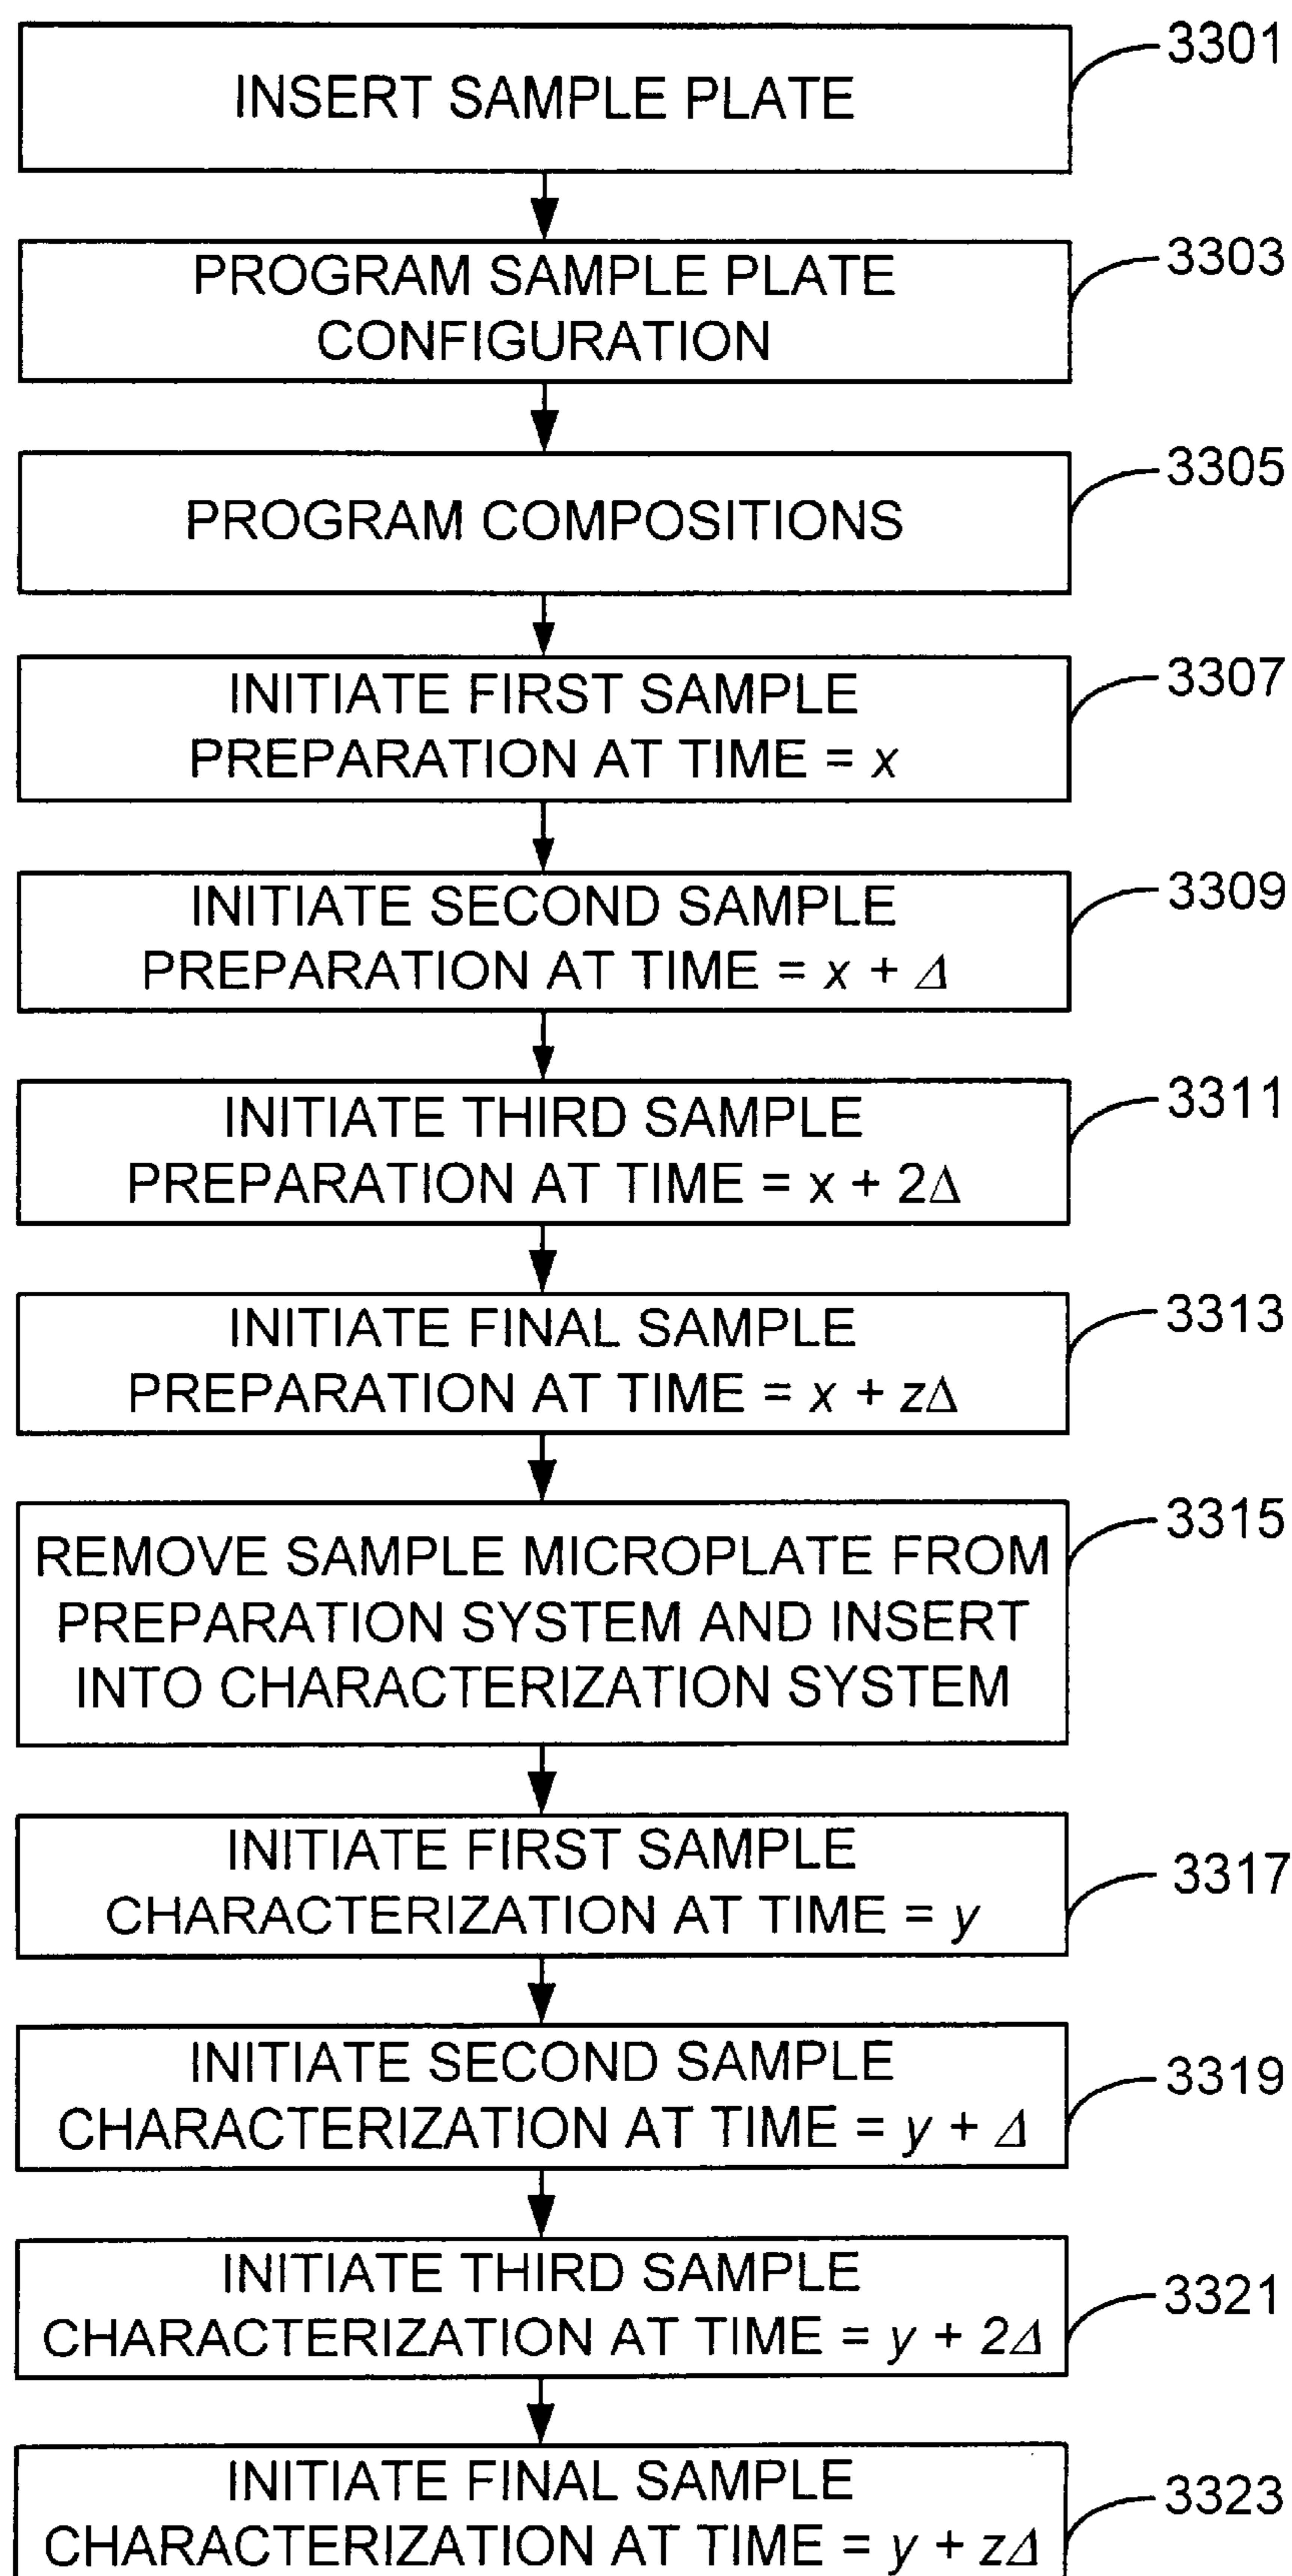 INSERT SAMPLE PLATE
3301
PROGRAM SAMPLE PLATE
CONFIGURATION
3303
PROGRAM COMPOSITIONS
3305
INITIATE FIRST SAMPLE
PREPARATION AT TIME = x
3307
INITIATE SECOND SAMPLE
PREPARATION AT TIME = x + Δ
3309
INITIATE THIRD SAMPLE
PREPARATION AT TIME = x + 2Δ
3311
INITIATE FINAL SAMPLE
PREPARATION AT TIME = x + zΔ
3313
REMOVE SAMPLE MICROPLATE FROM
PREPARATION SYSTEM AND INSERT
INTO CHARACTERIZATION SYSTEM
3315
INITIATE FIRST SAMPLE
CHARACTERIZATION AT TIME = y
3317
INITIATE SECOND SAMPLE
CHARACTERIZATION AT TIME = y + Δ
3319
INITIATE THIRD SAMPLE
CHARACTERIZATION AT TIME = y + 2Δ
3321
INITIATE FINAL SAMPLE
CHARACTERIZATION AT TIME = y + zΔ
3323